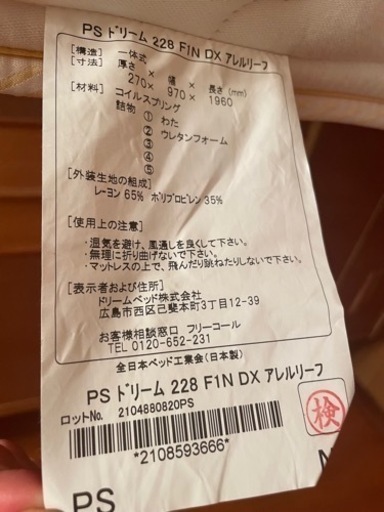 PS ドリーム 228 F1N DX アレルリーフ
[構造] 一体式
[寸法] 厚さ × 幅 × 長さ (mm)
270× 970× 1960
[材料] コイルスプリング
詰物 ① わた
② ウレタンフォーム
③
④
⑤
[外装生地の組成]
レーヨン 65% ポリプロピレン 35%
[使用上の注意]
・湿気を避け、風通しを良くして下さい。
・無理に折り曲げないで下さい。
・マットレスの上で、飛んだり跳ねたりしないで下さい。
[表示者および住所]
ドリームベッド株式会社
広島市西区己斐本町3丁目12-39
お客様相談窓口 フリーコール
TEL 0120-652-231
全日本ベッド工業会(日本製)
PS ドリーム 228 F1N DX アレルリーフ
ロットNo. 2104880820PS
検
*2108593666*
PS